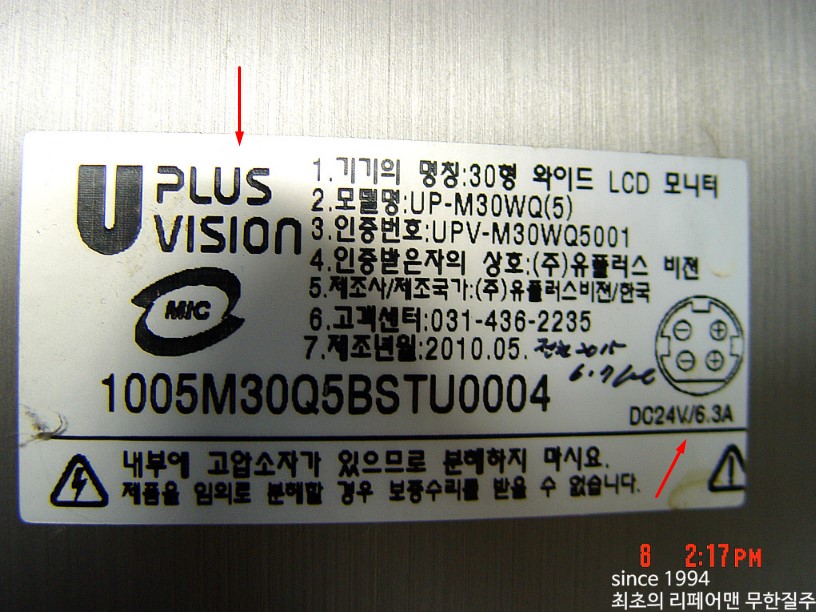 U PLUS VISION
1.기기의 명칭:30형 와이드 LCD 모니터
2.모델명:UP-M30WQ(5)
3.인증번호:UPV-M30WQ5001
4.인증받은자의 상호:(주)유플러스 비젼
5.제조사/제조국가:(주)유플러스비젼/한국
6.고객센터:031-436-2235
7.제조년월:2010.05. 2015
MIC
1005M30Q5BSTU0004
DC24V/6.3A
내부에 고압소자가 있으므로 분해하지 마시요.
제품을 임의로 분해할 경우 보증수리를 받을 수 없습니다.
8 2:17PM
since 1994
최초의 리페어맨 무한질주